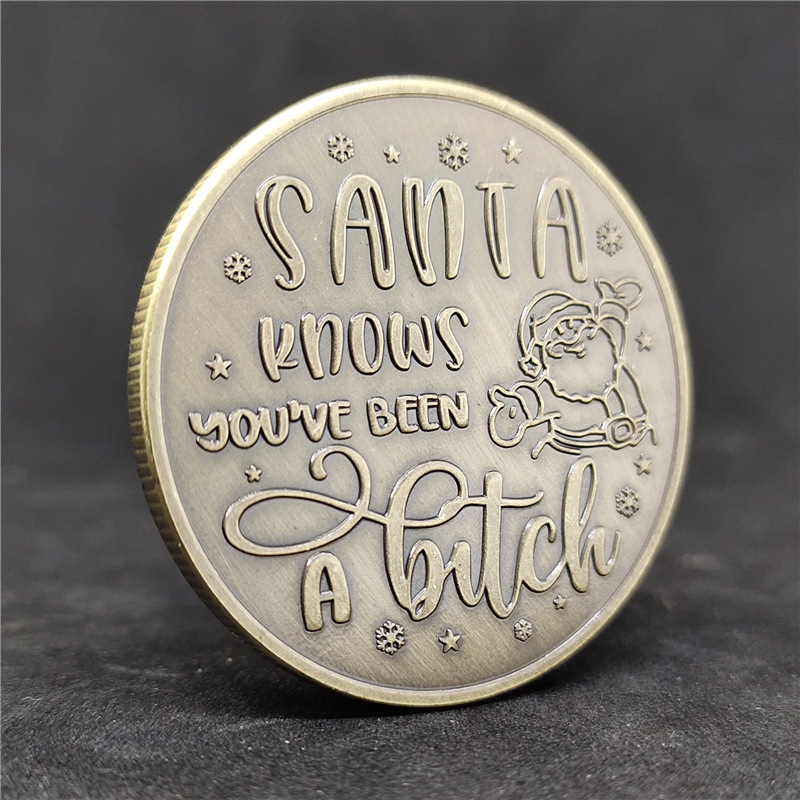 SANTA
KNOWS
YOU'VE BEEN
A bitch